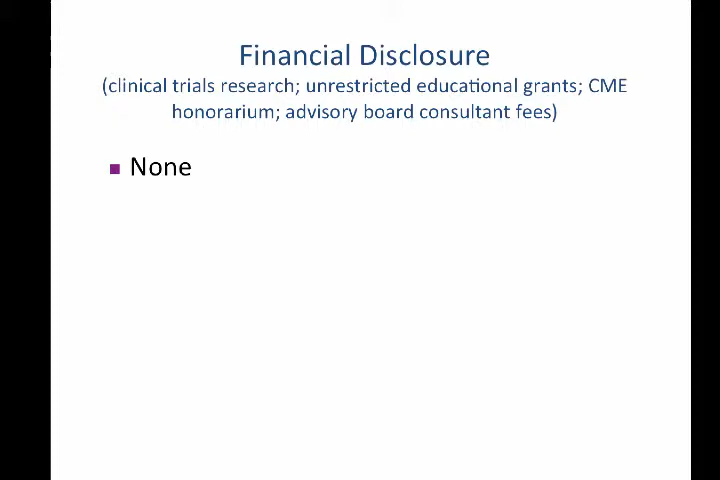 Financial Disclosure
(clinical trials research; unrestricted educational grants; CME
honorarium; advisory board consultant fees)
None